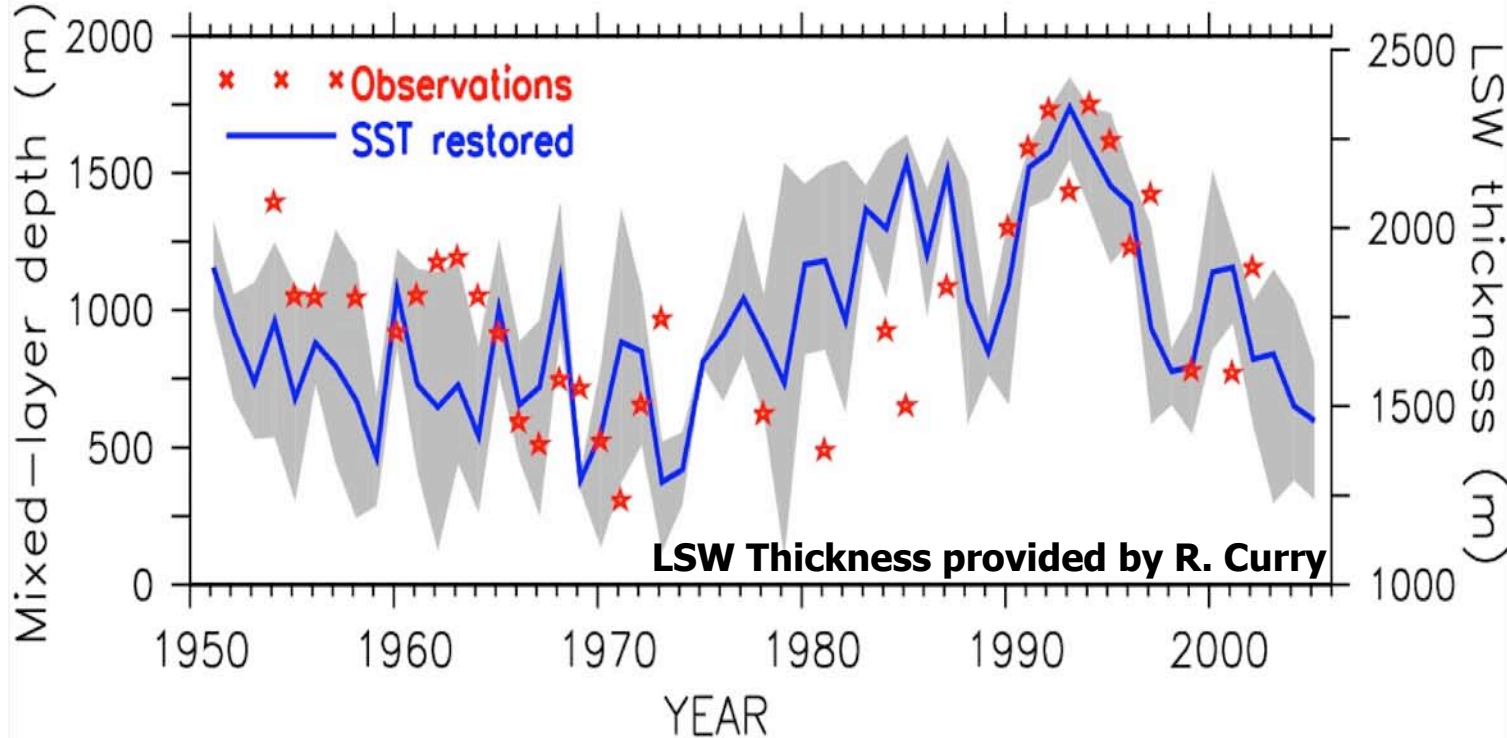 Mixed-layer depth (m)
2000
1500
1000
500
0
Observations
SST restored
LSW Thickness provided by R. Curry
2500
2000
1500
1000
LSW thickness (m)
1950 1960 1970 1980 1990 2000
YEAR